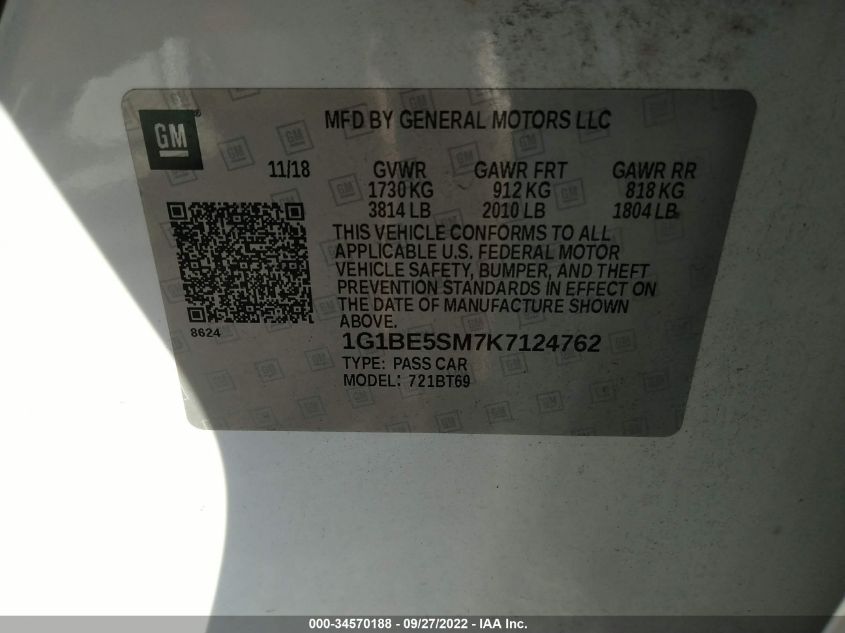 GM
MFD BY GENERAL MOTORS LLC
11/18 GVWR GAWR FRT GAWR RR
1730 KG 912 KG 818 KG
3814 LB 2010 LB 1804 LB
THIS VEHICLE CONFORMS TO ALL
APPLICABLE U.S. FEDERAL MOTOR
VEHICLE SAFETY, BUMPER, AND THEFT
PREVENTION STANDARDS IN EFFECT ON
THE DATE OF MANUFACTURE SHOWN
ABOVE.
8624
1G1BE5SM7K7124762
TYPE: PASS CAR
MODEL: 721BT69
000-34570188 - 09/27/2022 - IAA Inc.